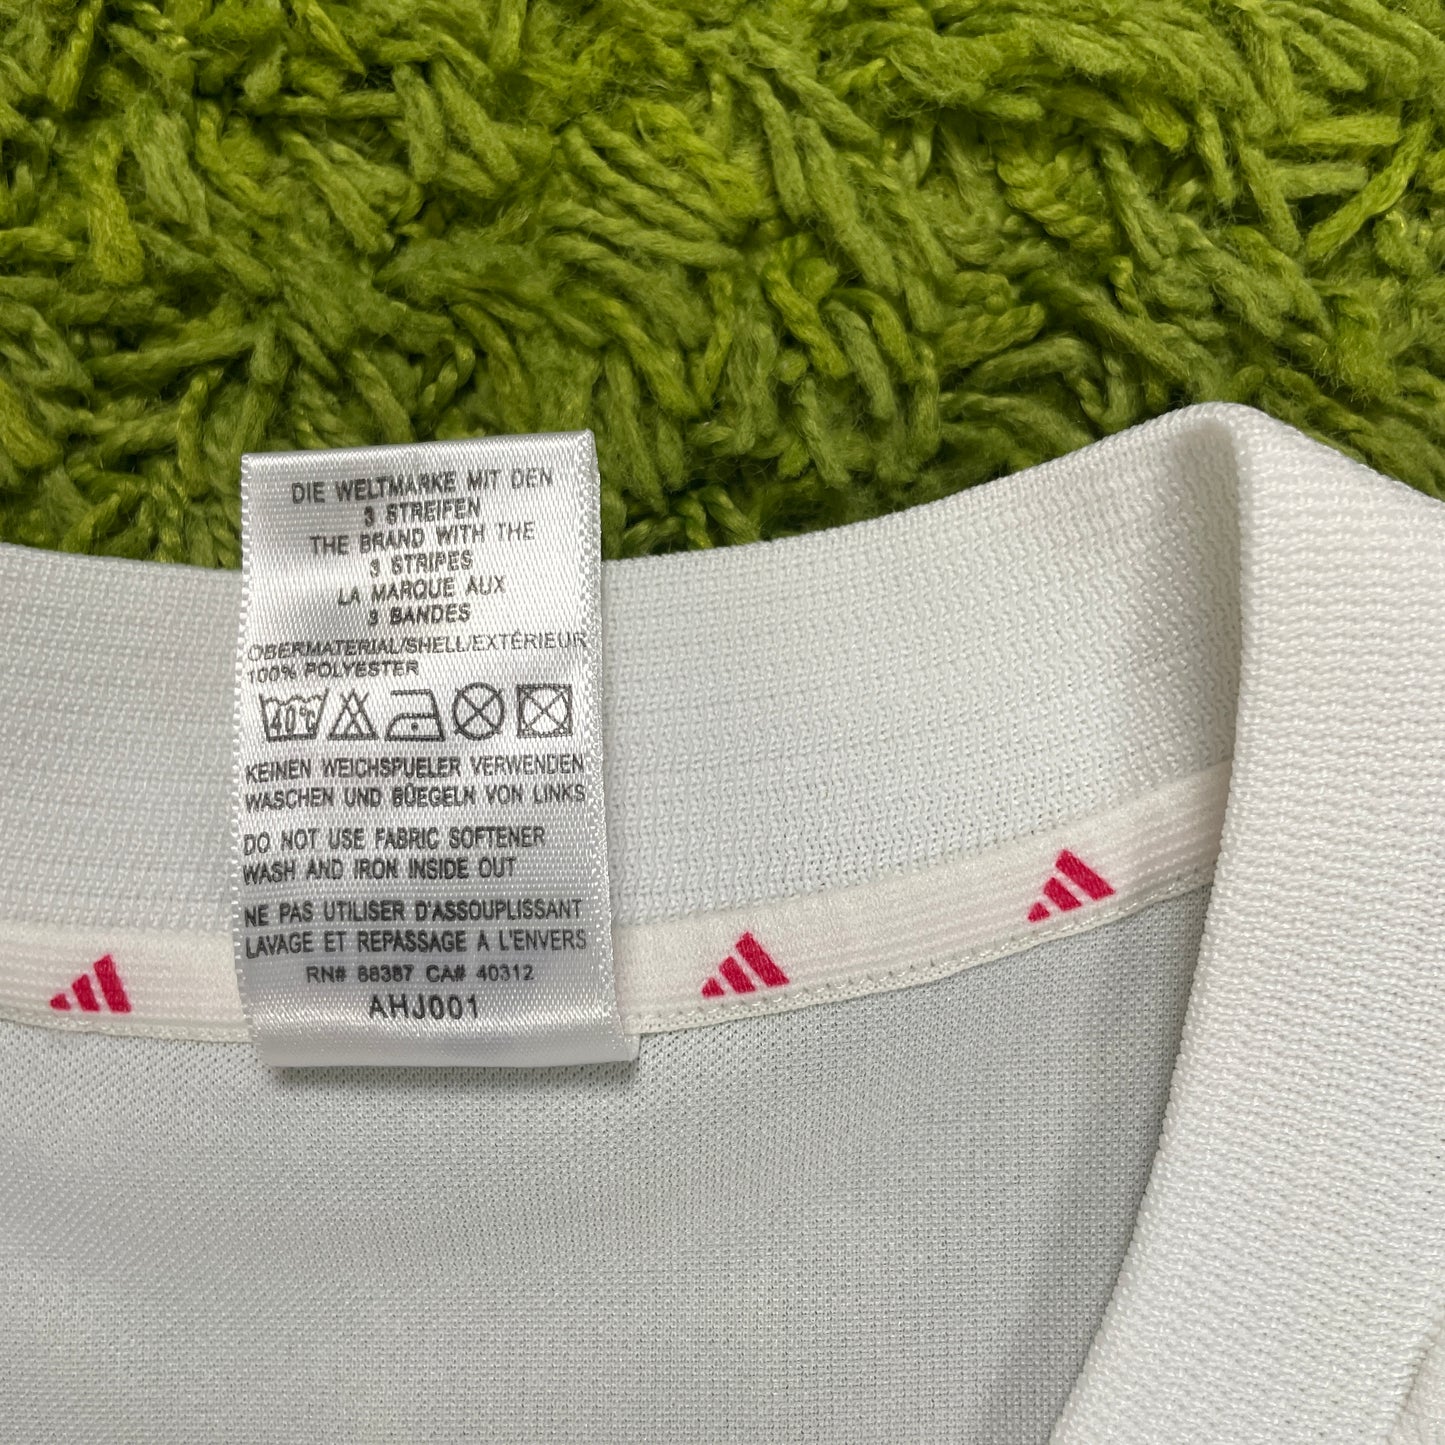 DIE WELTMARKE MIT DEN
3 STREIFEN
THE BRAND WITH THE
3 STRIPES
LA MARQUE AUX
3 BANDES
OBERMATERIAL/SHELL/EXTÉRIEUR
100% POLYESTER
40°C
KEINEN WEICHSPUELER VERWENDEN
WASCHEN UND BÜEGELN VON LINKS
DO NOT USE FABRIC SOFTENER
WASH AND IRON INSIDE OUT
NE PAS UTILISER D'ASSOUPLISSANT
LAVAGE ET REPASSAGE A L'ENVERS
RN# 88387 CA# 40312
AHJ001